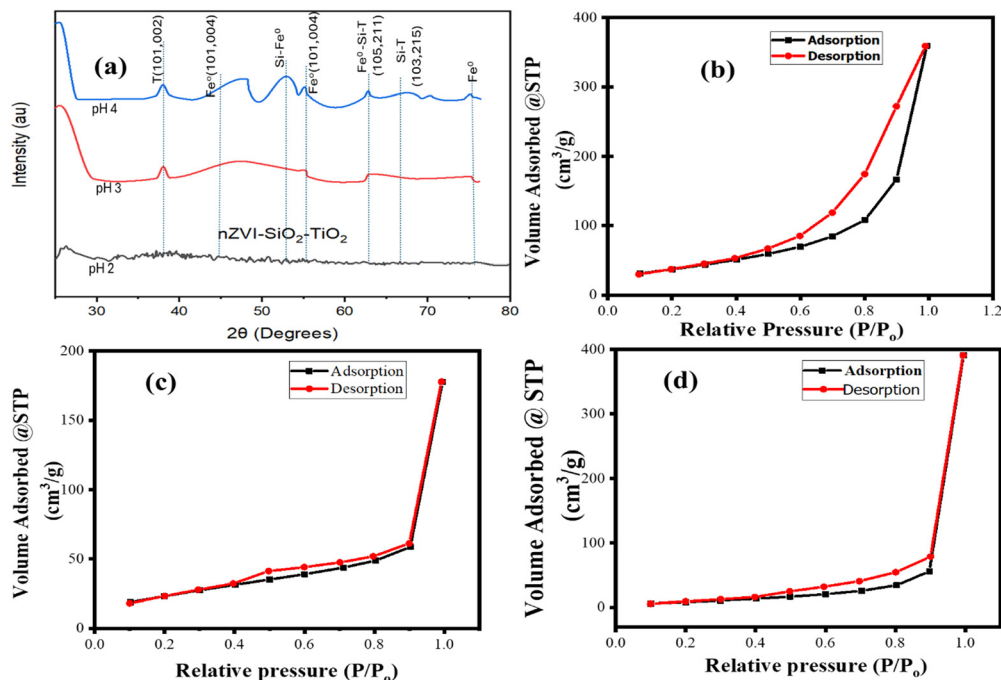 (a)
T(101,002)
Fe⁰(101,004)
Si-Fe⁰
Fe⁰(101,004)
Fe⁰-Si-T
(105,211)
Si-T
(103,215)
Fe⁰
pH 4
pH 3
pH 2
nZVI-SiO₂-TiO₂
Intensity (au)
30 40 50 60 70 80
2θ (Degrees)
(b)
Adsorption
Desorption
Volume Adsorbed @STP
(cm³/g)
400
300
200
100
0
0.0 0.2 0.4 0.6 0.8 1.0 1.2
Relative Pressure (P/Pₒ)
(c)
Adsorption
Desorption
Volume Adsorbed @STP
(cm³/g)
200
150
100
50
0
0.0 0.2 0.4 0.6 0.8 1.0
Relative pressure (P/Pₒ)
(d)
Adsorption
Desorption
Volume Adsorbed @ STP
(cm³/g)
400
300
200
100
0
0.0 0.2 0.4 0.6 0.8 1.0
Relative pressure (P/Pₒ)